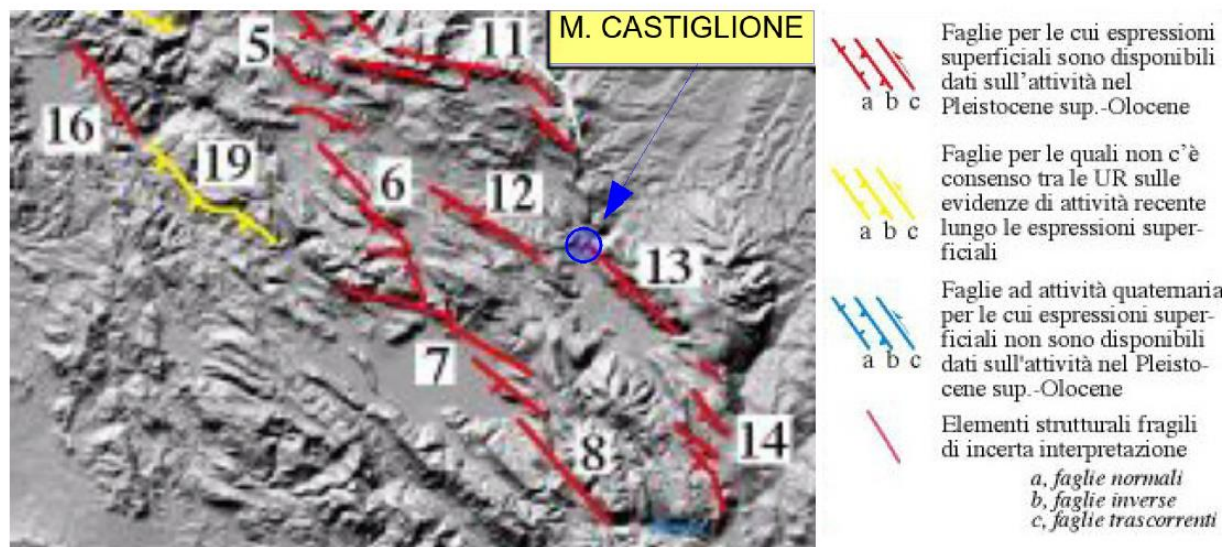 M. CASTIGLIONE
5
11
16
19
6
12
13
7
8
14
a b c
Faglie per le cui espressioni
superficiali sono disponibili
dati sull'attività nel
Pleistocene sup.-Olocene
a b c
Faglie per le quali non c'è
consenso tra le UR sulle
evidenze di attività recente
lungo le espressioni super-
ficiali
a b c
Faglie ad attività quaternaria
per le cui espressioni super-
ficiali non sono disponibili
dati sull'attività nel Pleisto-
cene sup.-Olocene
Elementi strutturali fragili
di incerta interpretazione
a, faglie normali
b, faglie inverse
c, faglie trascorrenti